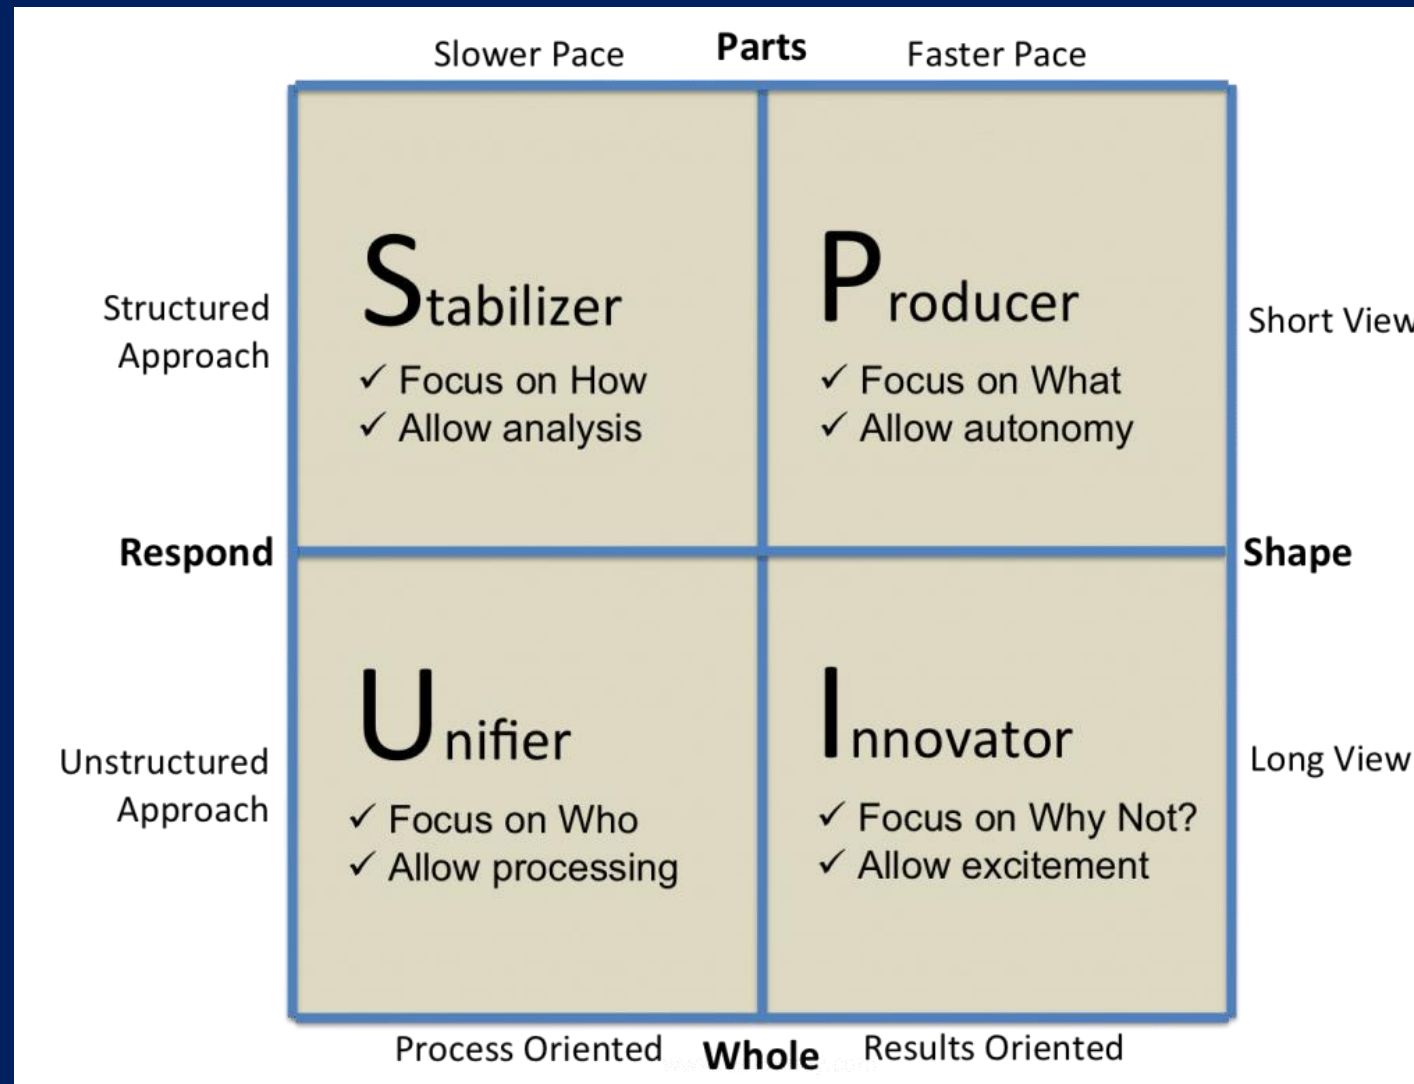 Slower Pace Parts Faster Pace
Stabilizer
✓ Focus on How
✓ Allow analysis
Producer
✓ Focus on What
✓ Allow autonomy
Structured
Approach
Short View
Respond
Shape
Unifier
✓ Focus on Who
✓ Allow processing
Innovator
✓ Focus on Why Not?
✓ Allow excitement
Unstructured
Approach
Long View
Process Oriented Whole Results Oriented